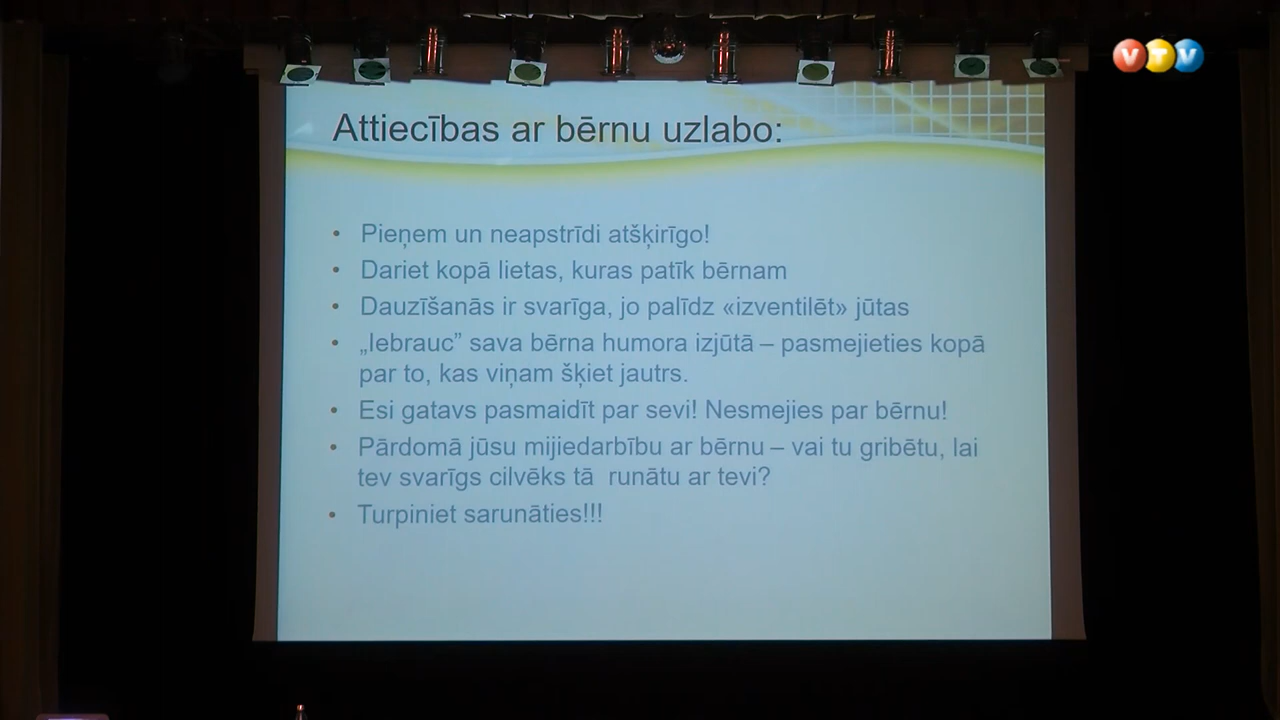 VTV
Attiecības ar bērnu uzlabo:
• Pieņem un neapstrīdi atšķirīgo!
• Dariet kopā lietas, kuras patīk bērnam
• Dauzīšanās ir svarīga, jo palīdz «izventilēt» jūtas
• „Iebrauc” sava bērna humora izjūtā – pasmejieties kopā
par to, kas viņam šķiet jautrs.
• Esi gatavs pasmaidīt par sevi! Nesmejies par bērnu!
• Pārdomā jūsu mijiedarbību ar bērnu – vai tu gribētu, lai
tev svarīgs cilvēks tā  runātu ar tevi?
• Turpiniet sarunāties!!!